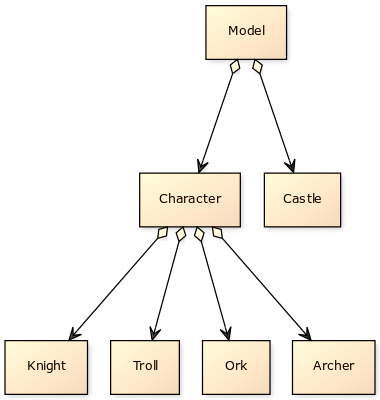 Model
Character
Castle
Knight
Troll
Ork
Archer